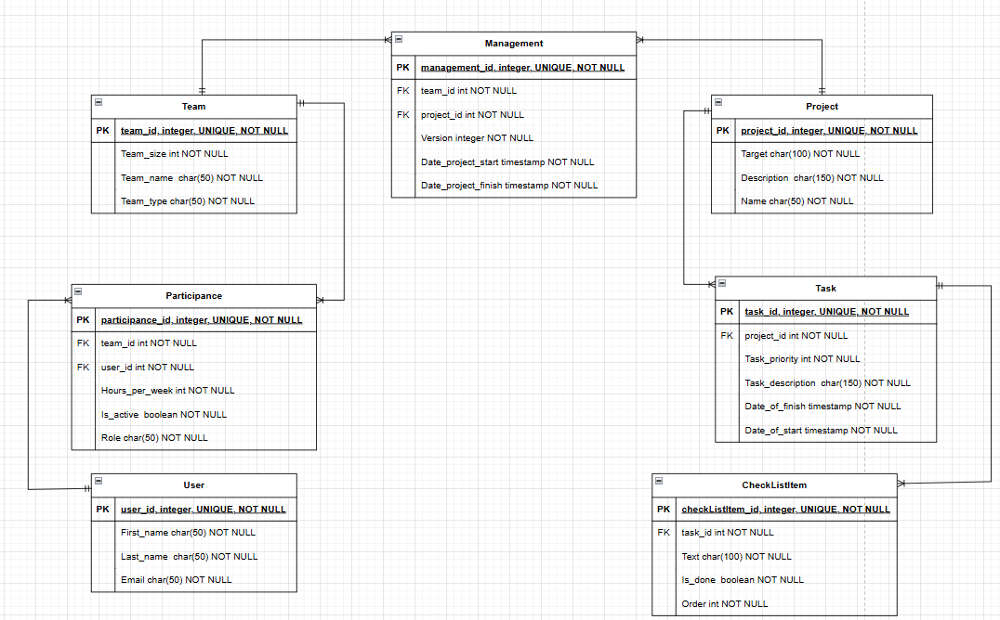 Management
PK management_id, integer, UNIQUE, NOT NULL
FK team_id int NOT NULL
FK project_id int NOT NULL
Version integer NOT NULL
Date_project_start timestamp NOT NULL
Date_project_finish timestamp NOT NULL
Team
PK team_id, integer, UNIQUE, NOT NULL
Team_size int NOT NULL
Team_name  char(50) NOT NULL
Team_type char(50) NOT NULL
Project
PK project_id, integer, UNIQUE, NOT NULL
Target char(100) NOT NULL
Description  char(150) NOT NULL
Name char(50) NOT NULL
Participance
PK participance_id, integer, UNIQUE, NOT NULL
FK team_id int NOT NULL
FK user_id int NOT NULL
Hours_per_week int NOT NULL
Is_active  boolean NOT NULL
Role char(50) NOT NULL
Task
PK task_id, integer, UNIQUE, NOT NULL
FK project_id int NOT NULL
Task_priority int NOT NULL
Task_description  char(150) NOT NULL
Date_of_finish timestamp NOT NULL
Date_of_start timestamp NOT NULL
User
PK user_id, integer, UNIQUE, NOT NULL
First_name char(50) NOT NULL
Last_name  char(50) NOT NULL
Email char(50) NOT NULL
CheckListItem
PK checkListItem_id, integer, UNIQUE, NOT NULL
FK task_id int NOT NULL
Text char(100) NOT NULL
Is_done  boolean NOT NULL
Order int NOT NULL